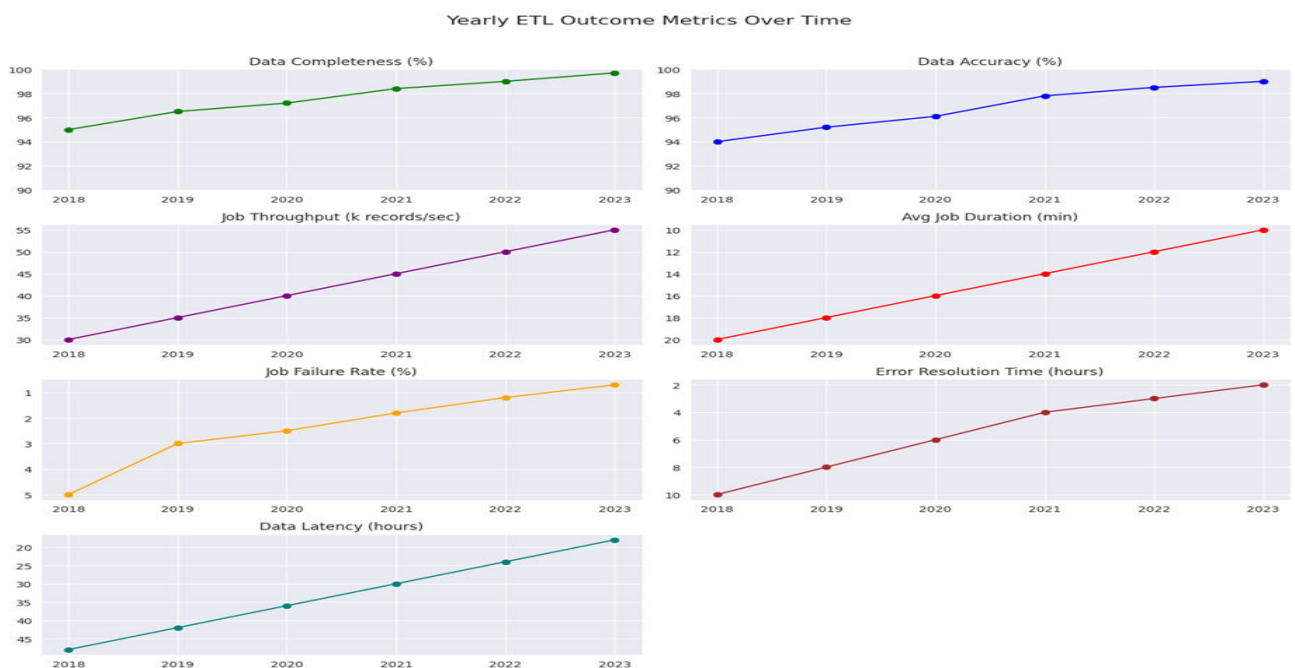 Yearly ETL Outcome Metrics Over Time
Data Completeness (%)
100
98
96
94
92
90
2018 2019 2020 2021 2022 2023
Data Accuracy (%)
100
98
96
94
92
90
2018 2019 2020 2021 2022 2023
Job Throughput (k records/sec)
55
50
45
40
35
30
2018 2019 2020 2021 2022 2023
Avg Job Duration (min)
10
12
14
16
18
20
2018 2019 2020 2021 2022 2023
Job Failure Rate (%)
1
2
3
4
5
2018 2019 2020 2021 2022 2023
Error Resolution Time (hours)
2
4
6
8
10
2018 2019 2020 2021 2022 2023
Data Latency (hours)
20
25
30
35
40
45
2018 2019 2020 2021 2022 2023